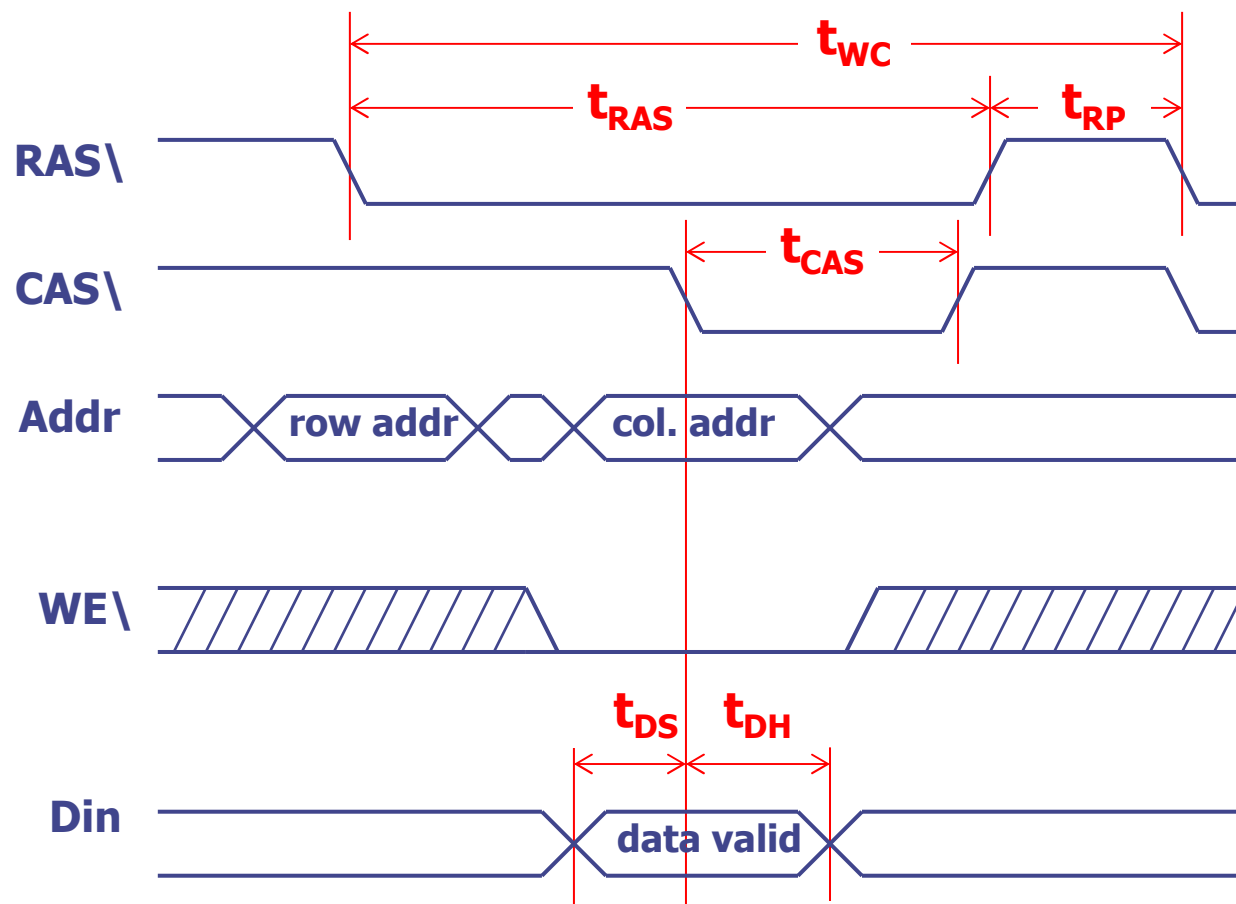 tWC
tRAS
tRP
RAS\
tCAS
CAS\
Addr
row addr
col. addr
WE\
tDS
tDH
Din
data valid